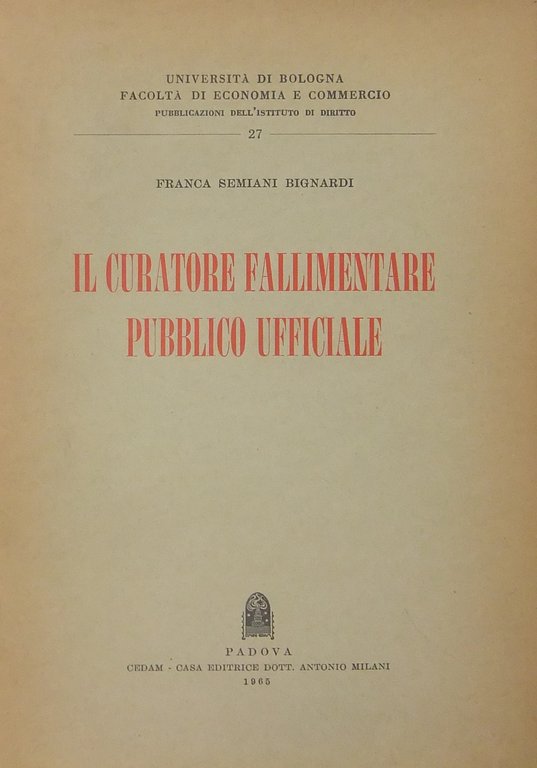 UNIVERSITÀ DI BOLOGNA
FACOLTÀ DI ECONOMIA E COMMERCIO
PUBBLICAZIONI DELL'ISTITUTO DI DIRITTO
27
FRANCA SEMIANI BIGNARDI
IL CURATORE FALLIMENTARE
PUBBLICO UFFICIALE
PADOVA
CEDAM - CASA EDITRICE DOTT. ANTONIO MILANI
1965